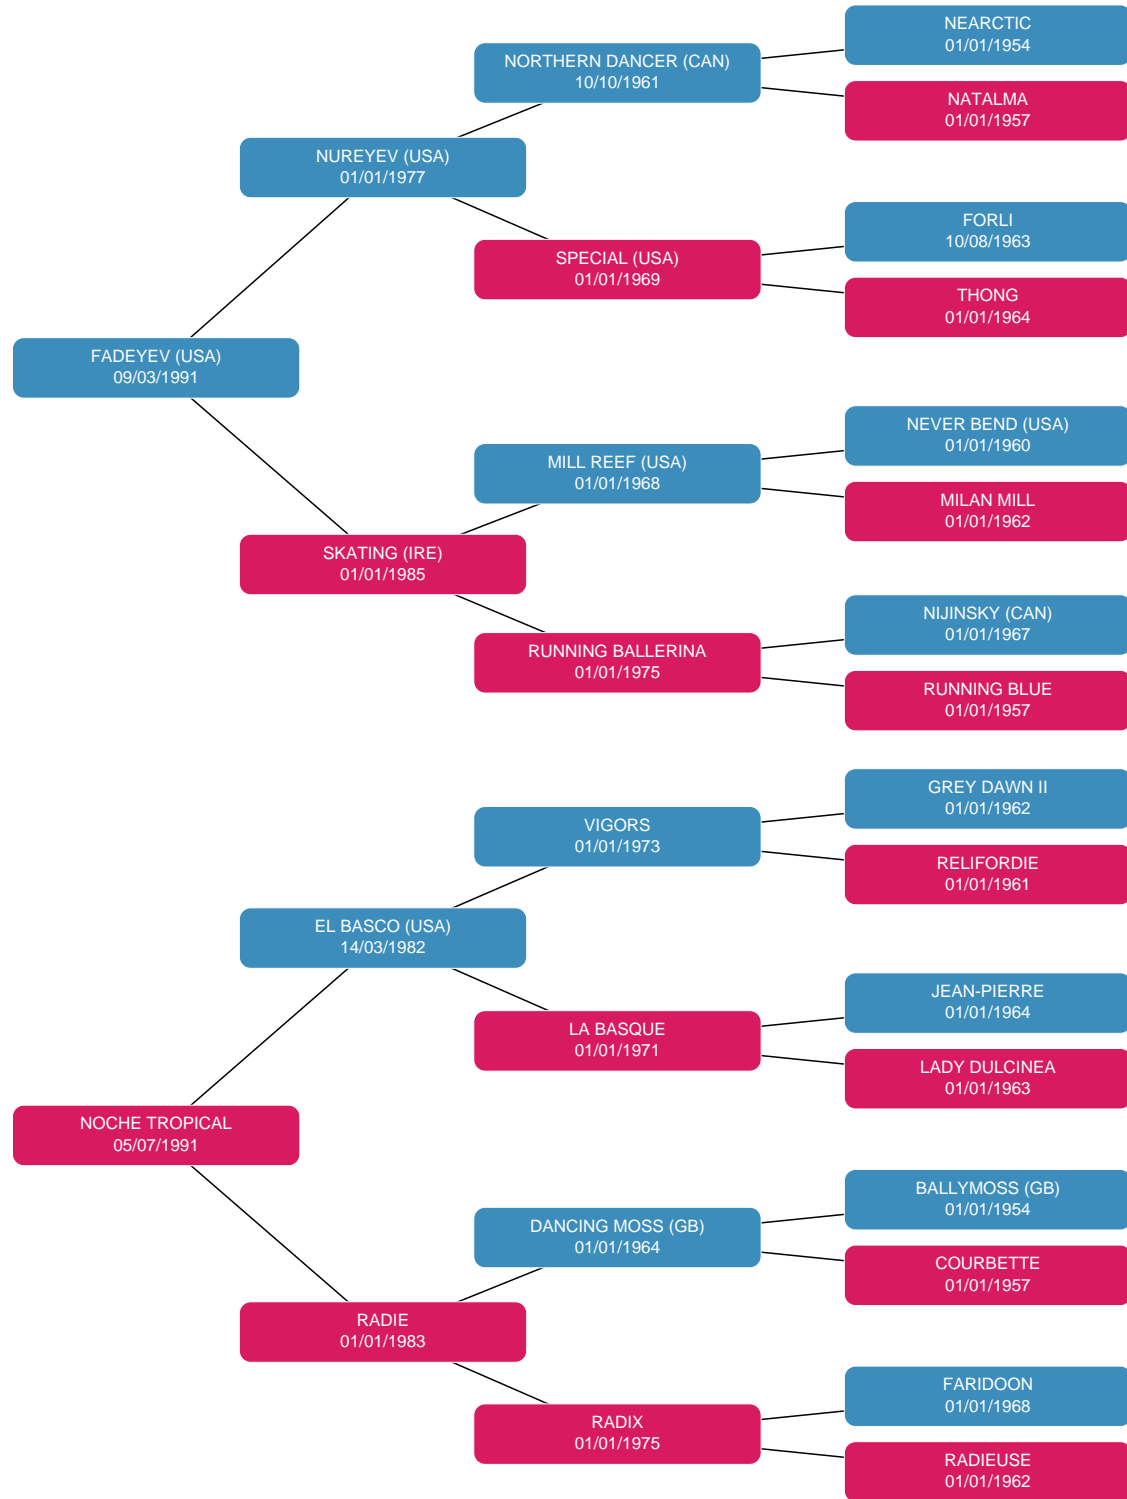 NEARCTIC
01/01/1954
NORTHERN DANCER (CAN)
10/10/1961
NATALMA
01/01/1957
NUREYEV (USA)
01/01/1977
FORLI
10/08/1963
SPECIAL (USA)
01/01/1969
THONG
01/01/1964
FADEYEV (USA)
09/03/1991
NEVER BEND (USA)
01/01/1960
MILL REEF (USA)
01/01/1968
MILAN MILL
01/01/1962
SKATING (IRE)
01/01/1985
NIJINSKY (CAN)
01/01/1967
RUNNING BALLERINA
01/01/1975
RUNNING BLUE
01/01/1957
GREY DAWN II
01/01/1962
VIGORS
01/01/1973
RELIFORDIE
01/01/1961
EL BASCO (USA)
14/03/1982
JEAN-PIERRE
01/01/1964
LA BASQUE
01/01/1971
LADY DULCINEA
01/01/1963
NOCHE TROPICAL
05/07/1991
BALLYMOSS (GB)
01/01/1954
DANCING MOSS (GB)
01/01/1964
COURBETTE
01/01/1957
RADIE
01/01/1983
FARIDOON
01/01/1968
RADIX
01/01/1975
RADIEUSE
01/01/1962